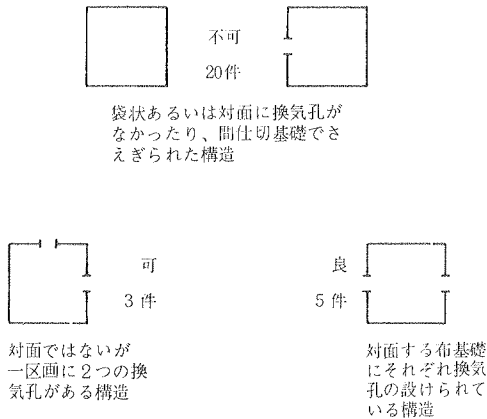 不可
20件
袋状あるいは対面に換気孔が
なかったり、間仕切基礎でさ
えぎられた構造
可
3件
対面ではないが
一区画に2つの換
気孔がある構造
良
5件
対面する布基礎
にそれぞれ換気
孔の設けられて
いる構造